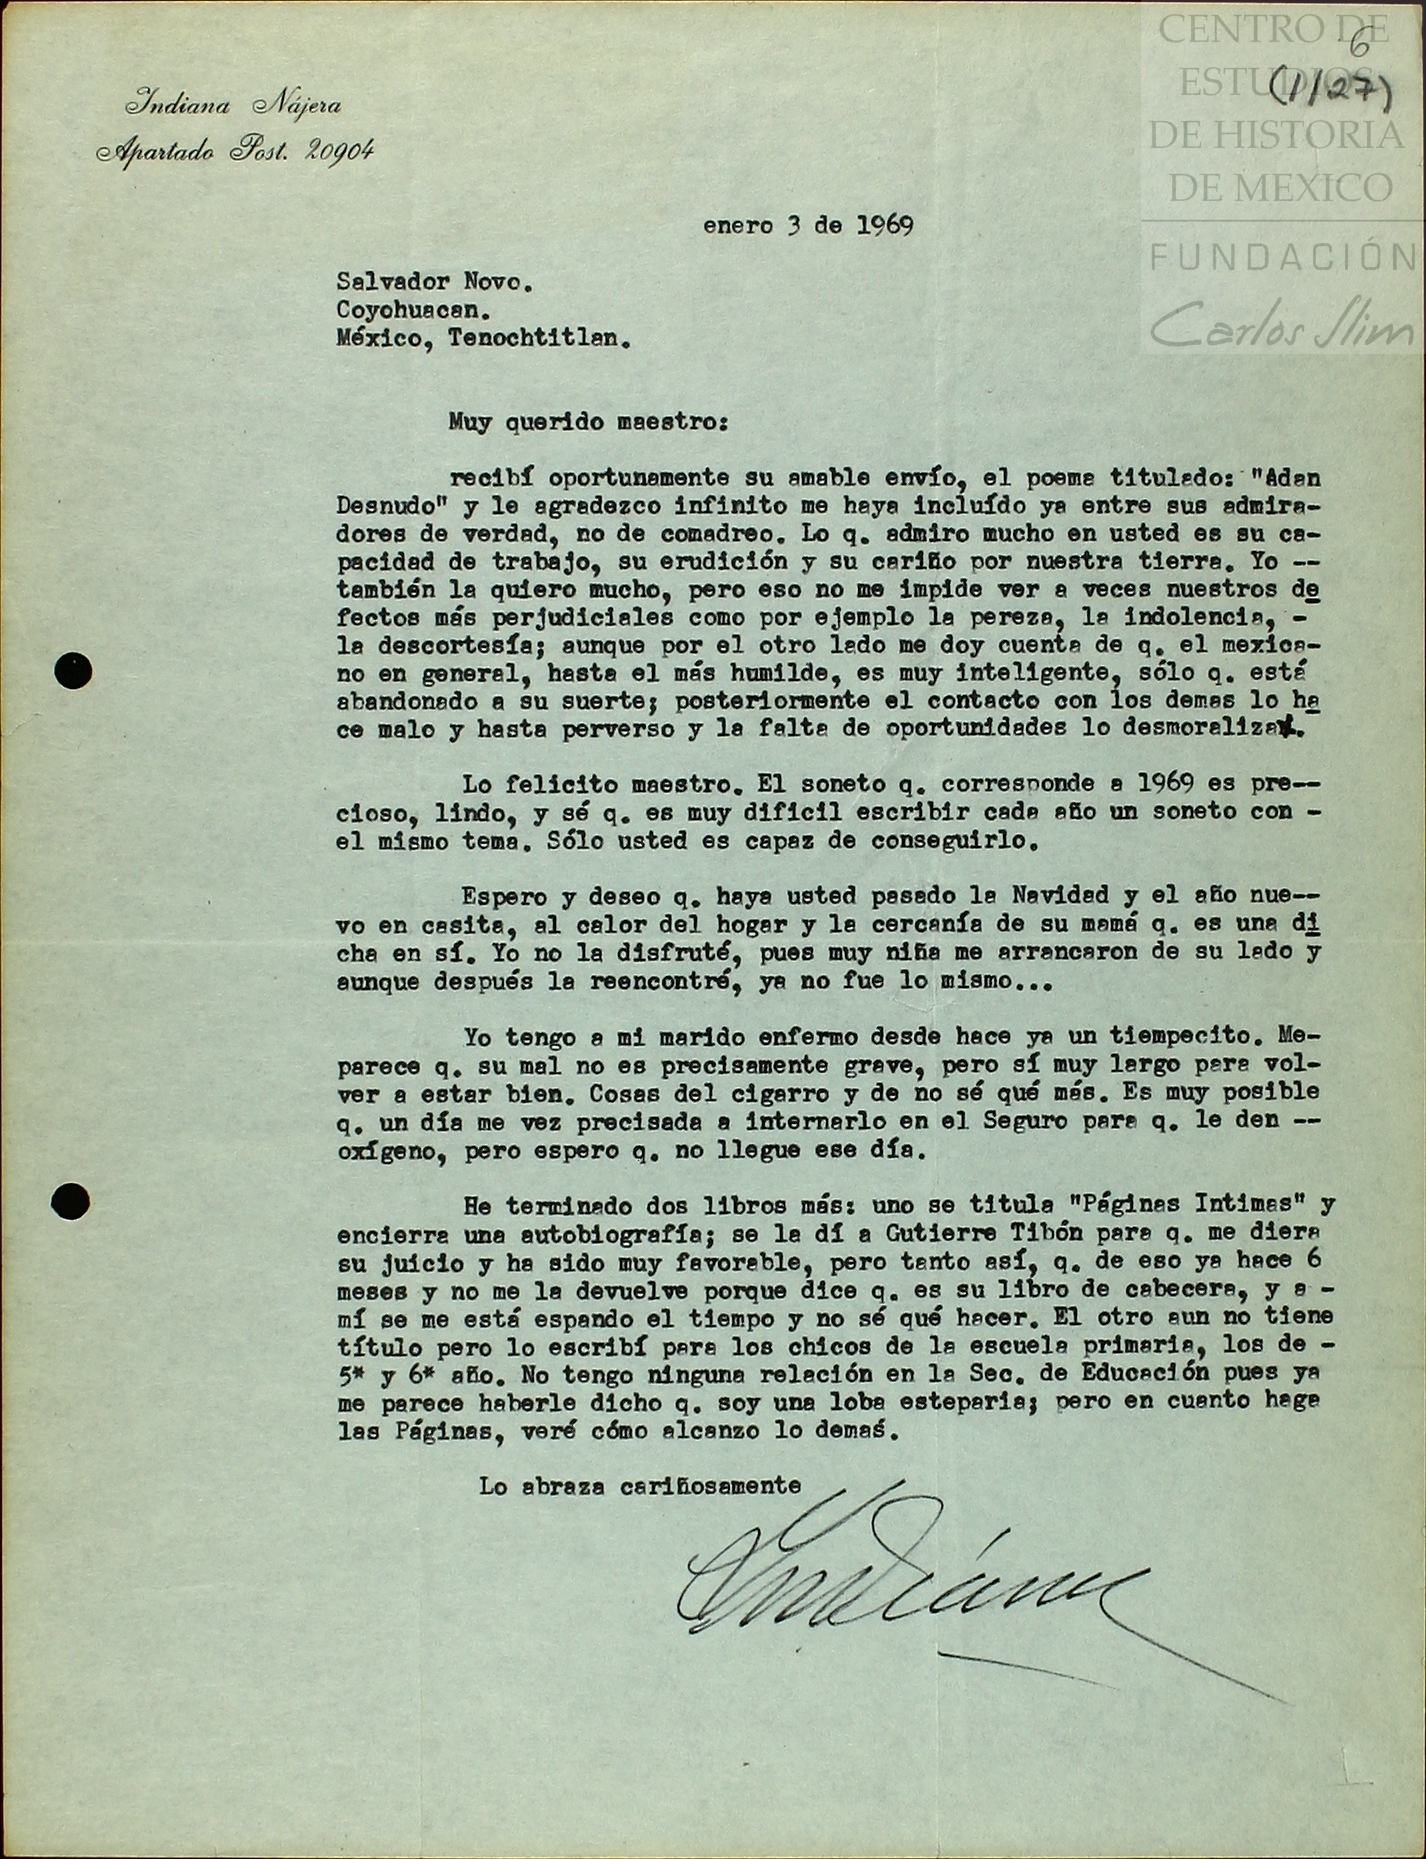 CENTRO DE
ESTUDIOS
DE HISTORIA
DE MEXICO
FUNDACIÓN
Carlos Slim
6
(1/27)
Indiana Nájera
Apartado Post. 20904
enero 3 de 1969
Salvador Novo.
Coyohuacan.
México, Tenochtitlan.
Muy querido maestro:
recibí oportunamente su amable envío, el poema titulado: "Adan
Desnudo" y le agradezco infinito me haya incluído ya entre sus admira-
dores de verdad, no de comadreo. Lo q. admiro mucho en usted es su ca-
pacidad de trabajo, su erudición y su cariño por nuestra tierra. Yo --
también la quiero mucho, pero eso no me impide ver a veces nuestros de
fectos más perjudiciales como por ejemplo la pereza, la indolencia, -
la descortesía; aunque por el otro lado me doy cuenta de q. el mexica-
no en general, hasta el más humilde, es muy inteligente, sólo q. está
abandonado a su suerte; posteriormente el contacto con los demas lo ha
ce malo y hasta perverso y la falta de oportunidades lo desmoraliza.
Lo felicito maestro. El soneto q. corresponde a 1969 es pre--
cioso, lindo, y sé q. es muy dificil escribir cada año un soneto con -
el mismo tema. Sólo usted es capaz de conseguirlo.
Espero y deseo q. haya usted pasado la Navidad y el año nue--
vo en casita, al calor del hogar y la cercanía de su mamá q. es una di
cha en sí. Yo no la disfruté, pues muy niña me arrancaron de su lado y
aunque después la reencontré, ya no fue lo mismo...
Yo tengo a mi marido enfermo desde hace ya un tiempecito. Me-
parece q. su mal no es precisamente grave, pero sí muy largo para vol-
ver a estar bien. Cosas del cigarro y de no sé qué más. Es muy posible
q. un día me vez precisada a internarlo en el Seguro para q. le den --
oxígeno, pero espero q. no llegue ese día.
He terminado dos libros más: uno se titula "Páginas Intimas" y
encierra una autobiografía; se la dí a Gutierre Tibón para q. me diera
su juicio y ha sido muy favorable, pero tanto así, q. de eso ya hace 6
meses y no me la devuelve porque dice q. es su libro de cabecera, y a -
mí se me está espando el tiempo y no sé qué hacer. El otro aun no tiene
título pero lo escribí para los chicos de la escuela primaria, los de -
5* y 6* año. No tengo ninguna relación en la Sec. de Educación pues ya
me parece haberle dicho q. soy una loba esteparia; pero en cuanto haga
las Páginas, veré cómo alcanzo lo demaś.
Lo abraza cariñosamente
Indiana